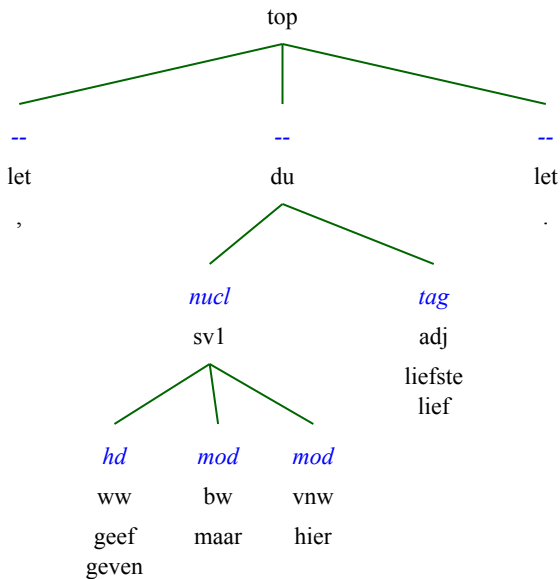 top
-- -- --
let du let
, .
nucl tag
sv1 adj
liefste
lief
hd mod mod
ww bw vnw
geef maar hier
geven